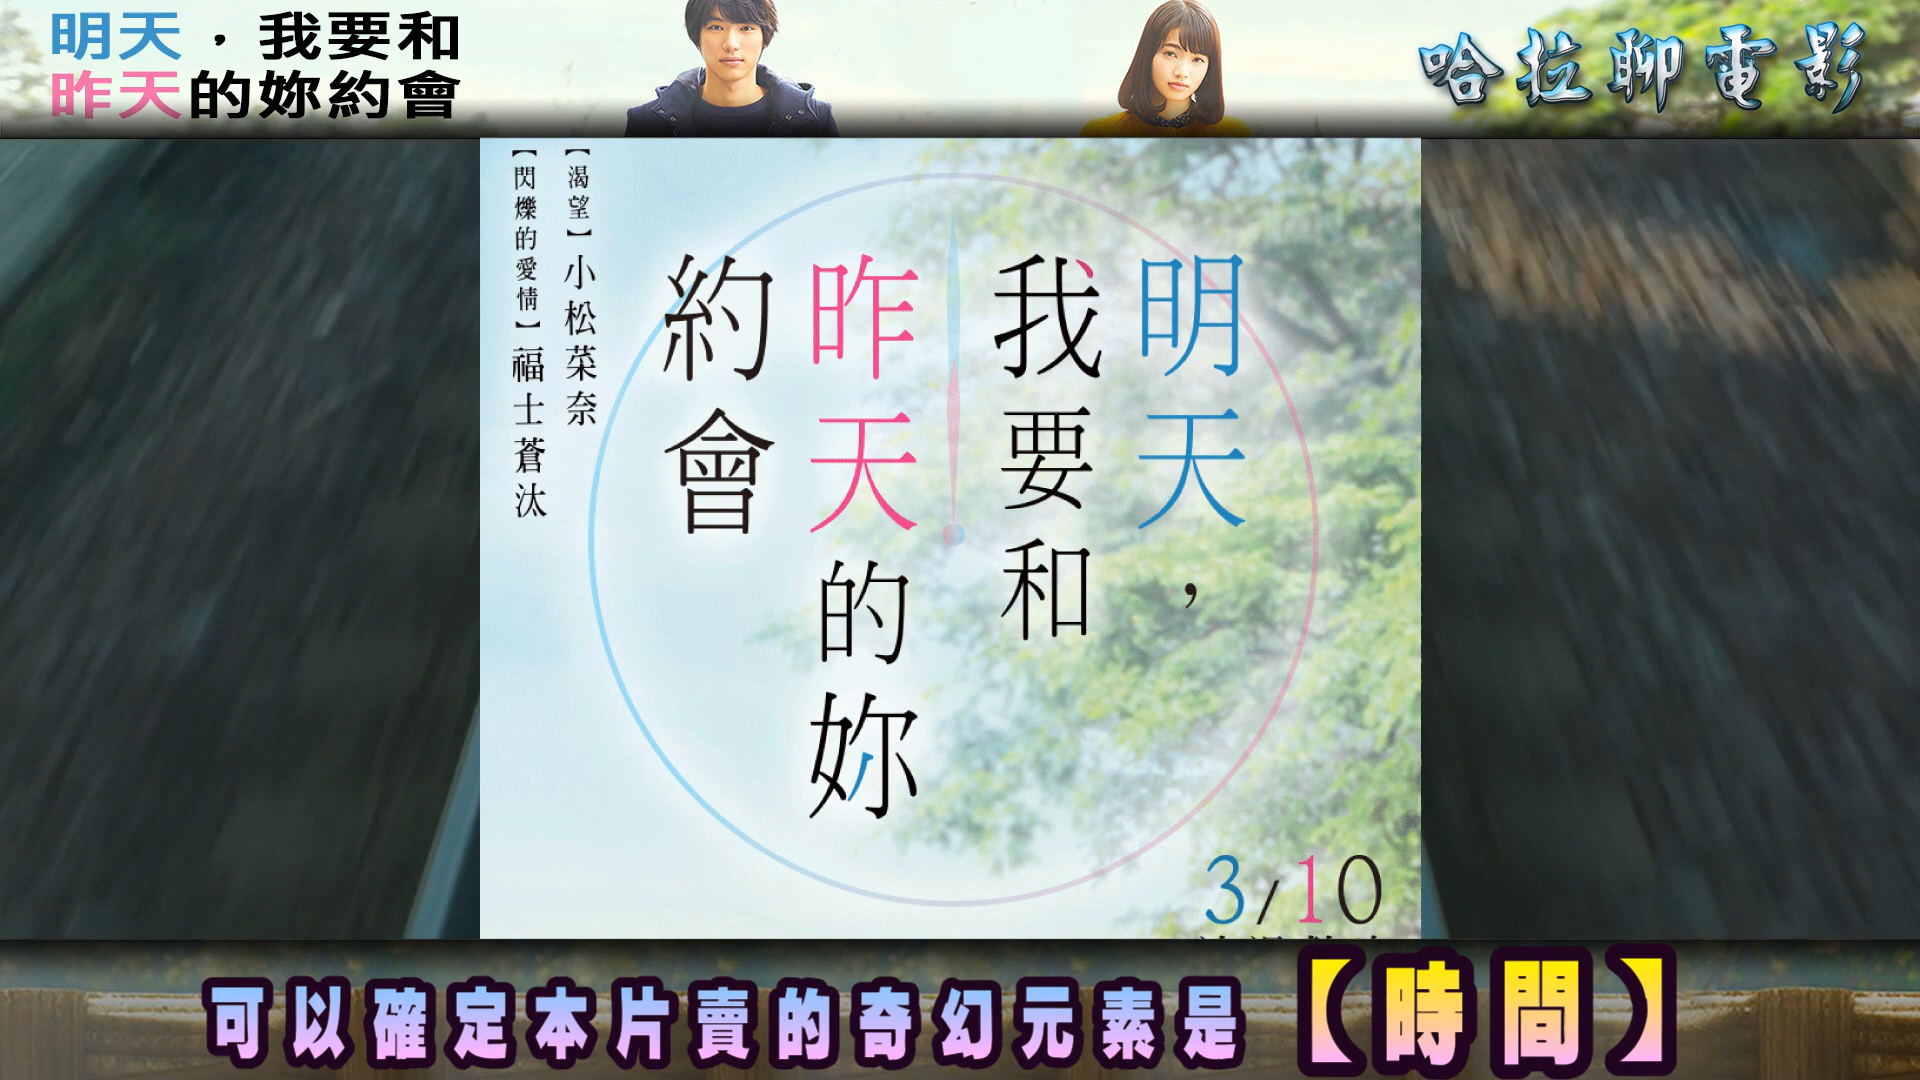 明天，我要和
昨天的妳約會
哈拉聊電影
明天，
我要和
昨天的妳
約會
【渴望】小松菜奈
【閃爍的愛情】福士蒼汰
3/10
可以確定本片賣的奇幻元素是【時間】